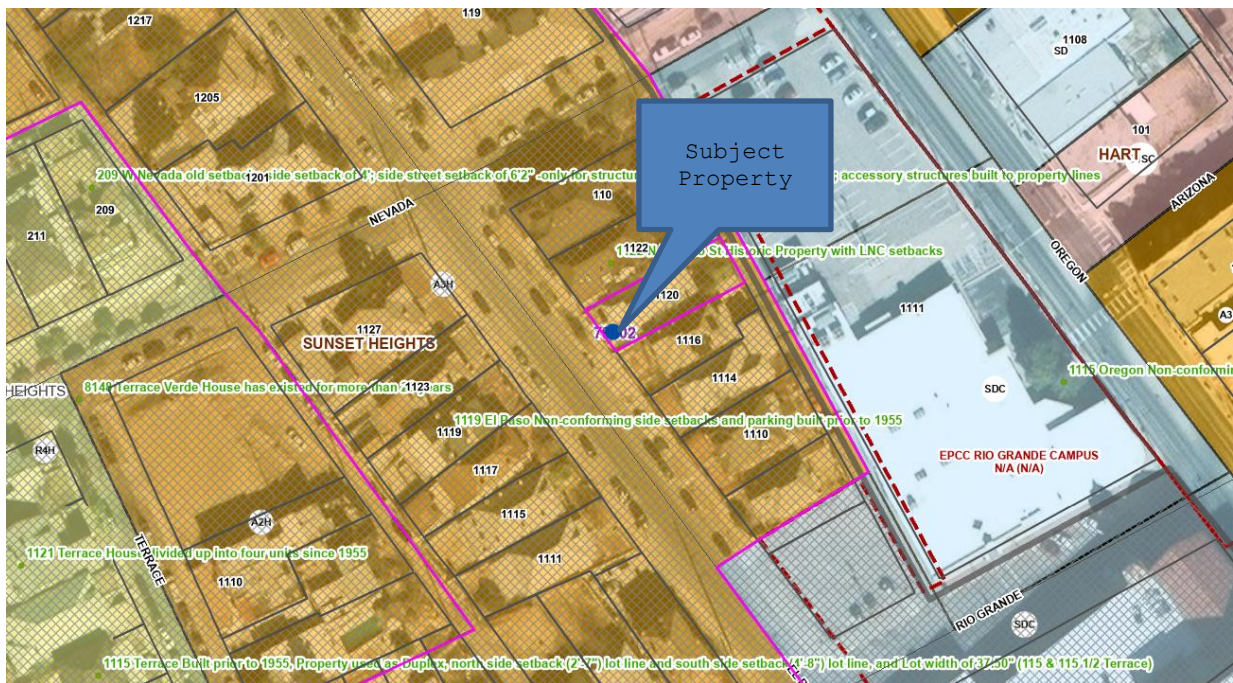 1217
119
1108
SD
1205
101
HART
SC
Subject
Property
1201
209 W Nevada old setback
side setback of 4'; side street setback of 6'2" -only for
; accessory structures built to property lines
209
211
110
NEVADA
ARIZONA
OREGON
1122
St Historic Property with LNC setbacks
A3H
1120
1111
A3
1127
SUNSET HEIGHTS
1116
HEIGHTS
8140 Terrace Verde House has existed for more than
1123
1114
SDC
1115 Oregon
1119 El Paso Non-conforming side setbacks and parking built prior to 1955
1119
1110
R4H
1117
EPCC RIO GRANDE CAMPUS
N/A (N/A)
A2H
1115
1121 Terrace House divided up into four units since 1955
TERRACE
1111
1110
RIO GRANDE
SDC
1115 Terrace Built prior to 1955, Property used as Duplex, north side setback (2'-7") lot line and south side setback (4'-8") lot line, and Lot width of 37.50" (115 & 115 1/2 Terrace)